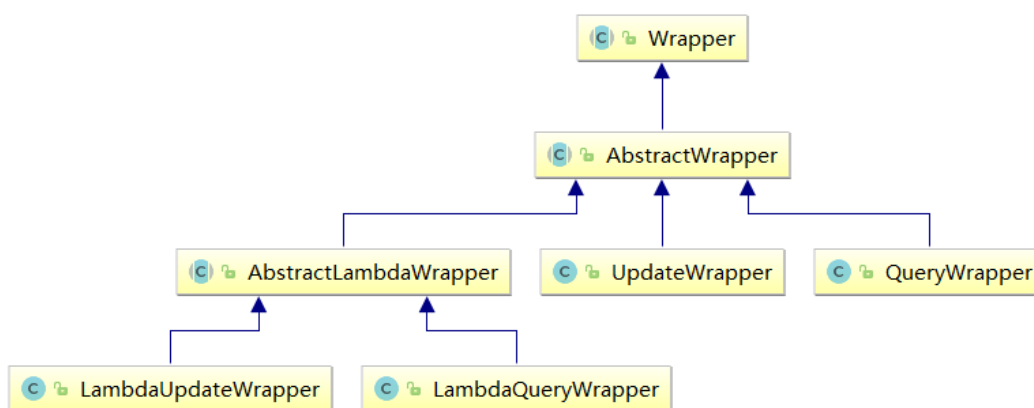 Wrapper
AbstractWrapper
AbstractLambdaWrapper
UpdateWrapper
QueryWrapper
LambdaUpdateWrapper
LambdaQueryWrapper